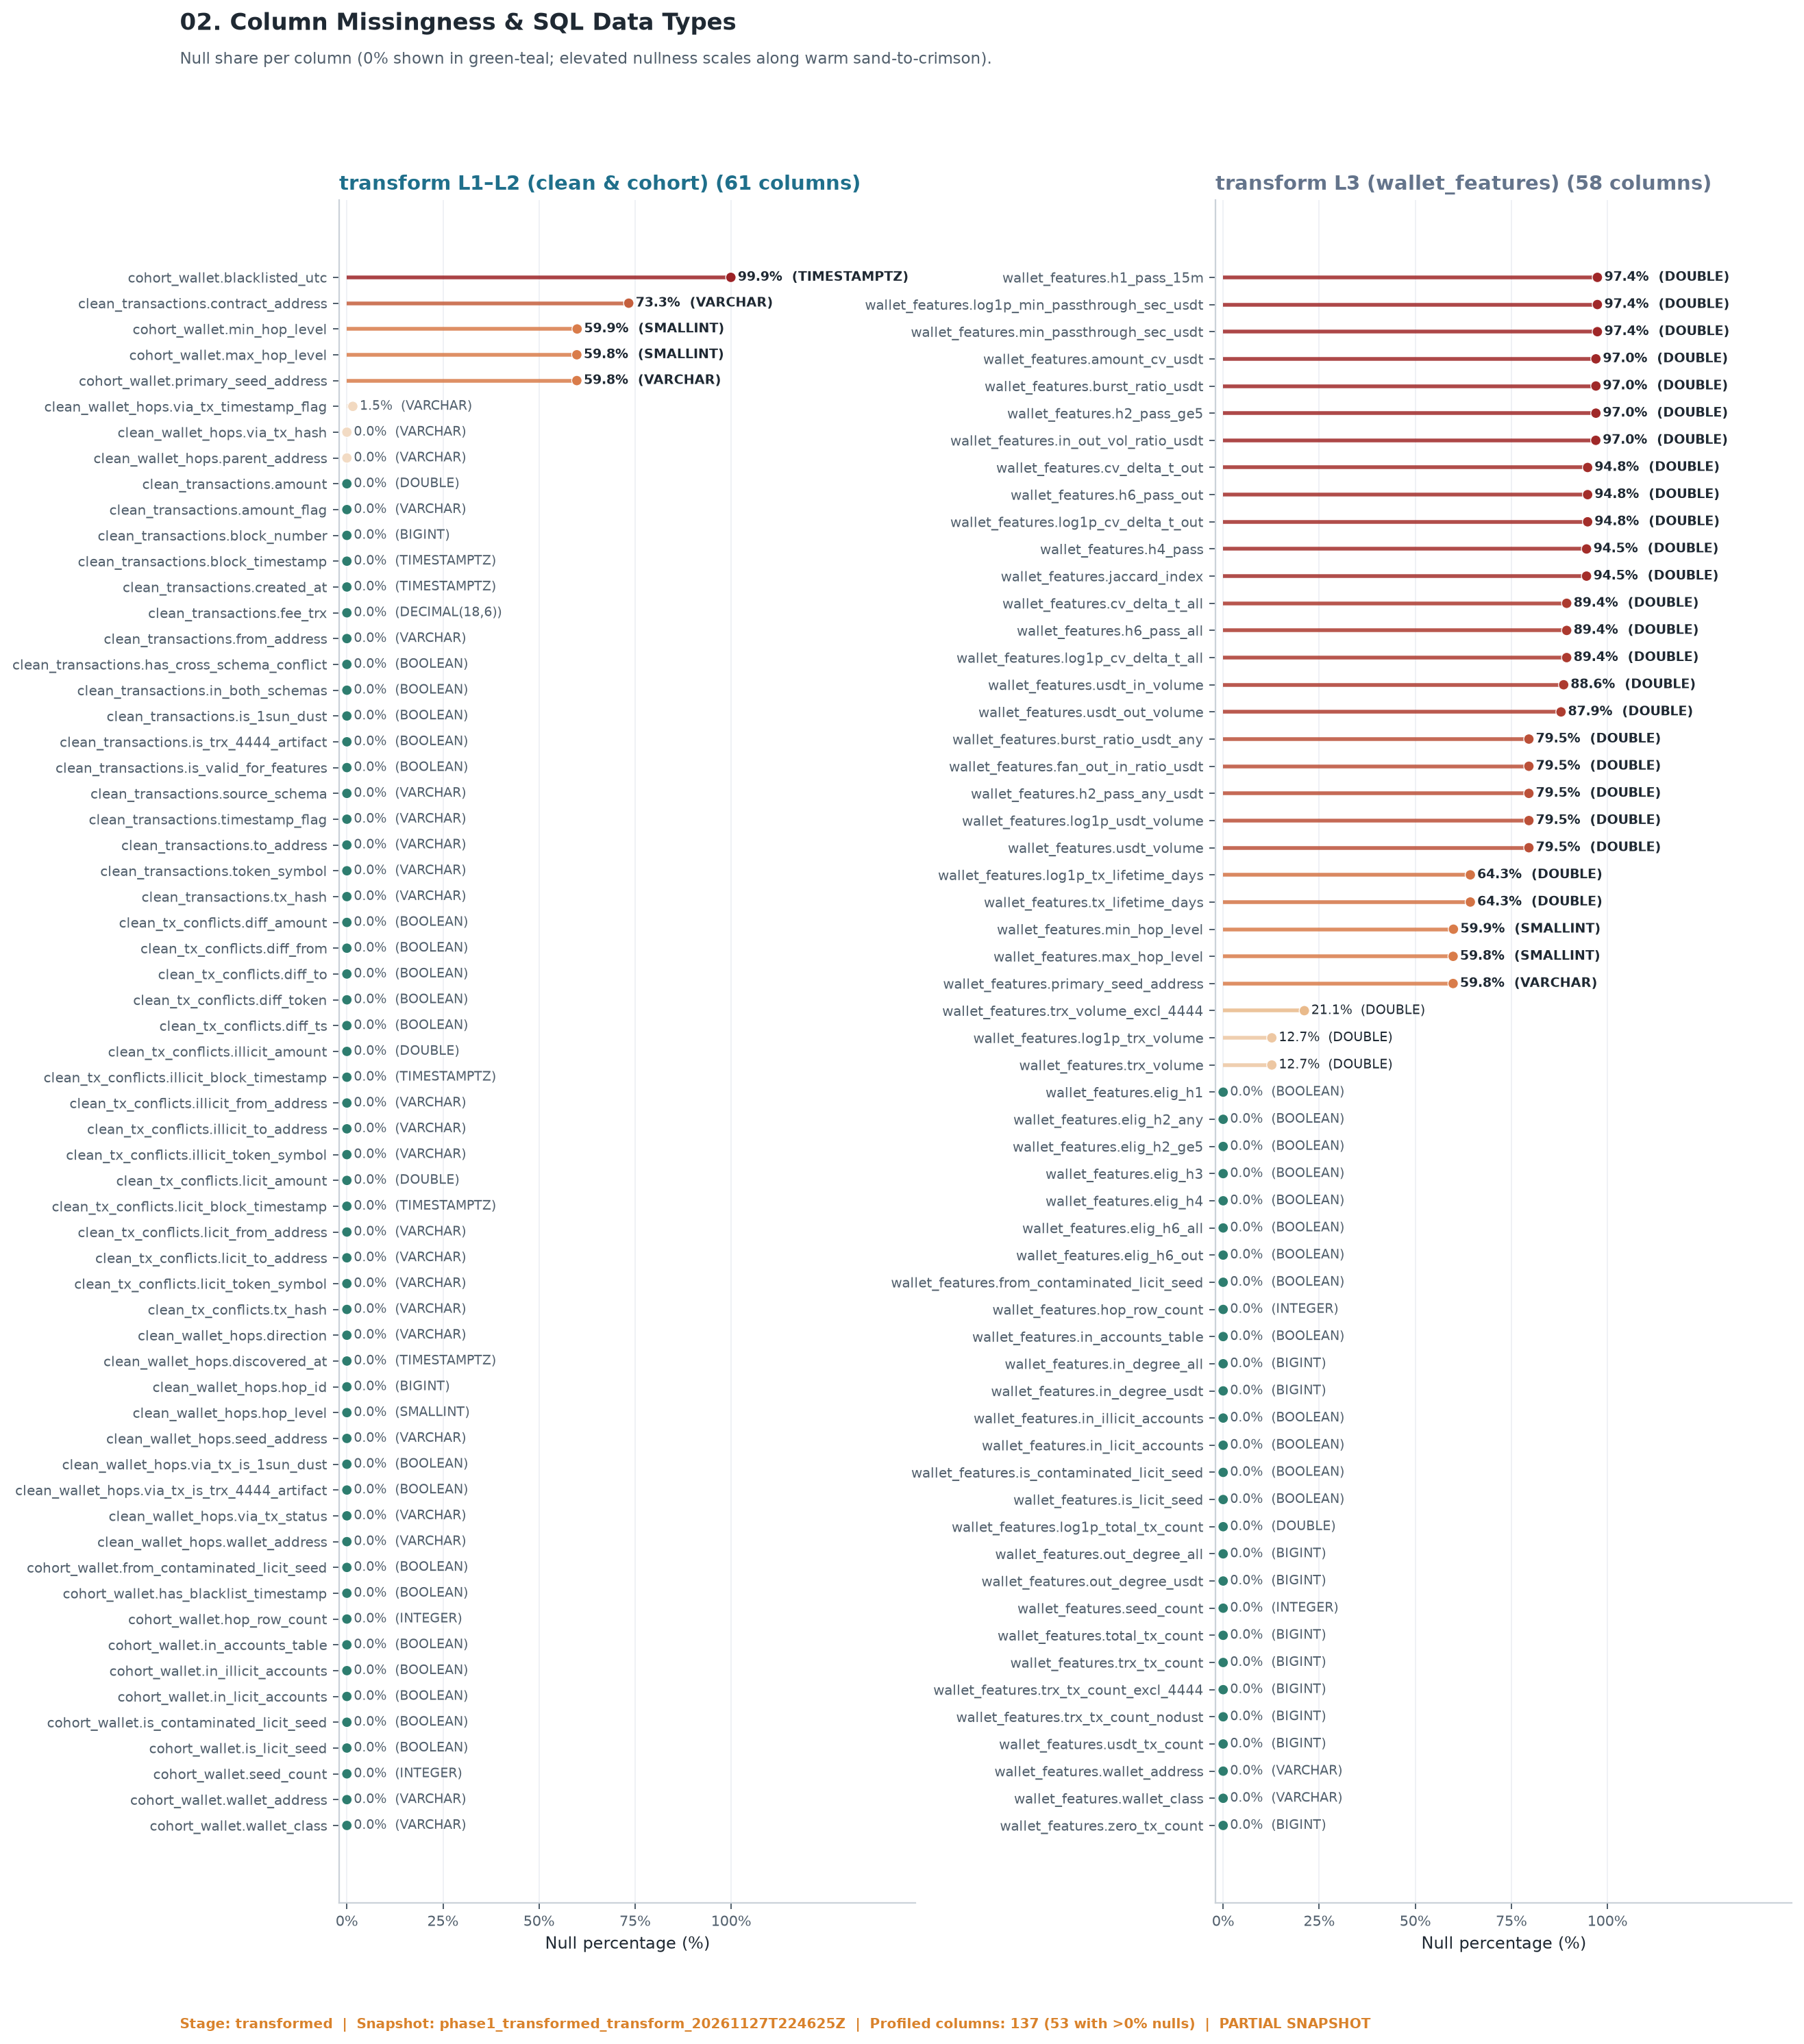 02. Column Missingness & SQL Data Types
Null share per column (0% shown in green-teal; elevated nullness scales along warm sand-to-crimson).
transform L1–L2 (clean & cohort) (61 columns)
cohort_wallet.blacklisted_utc 99.9% (TIMESTAMPTZ)
clean_transactions.contract_address 73.3% (VARCHAR)
cohort_wallet.min_hop_level 59.9% (SMALLINT)
cohort_wallet.max_hop_level 59.8% (SMALLINT)
cohort_wallet.primary_seed_address 59.8% (VARCHAR)
clean_wallet_hops.via_tx_timestamp_flag 1.5% (VARCHAR)
clean_wallet_hops.via_tx_hash 0.0% (VARCHAR)
clean_wallet_hops.parent_address 0.0% (VARCHAR)
clean_transactions.amount 0.0% (DOUBLE)
clean_transactions.amount_flag 0.0% (VARCHAR)
clean_transactions.block_number 0.0% (BIGINT)
clean_transactions.block_timestamp 0.0% (TIMESTAMPTZ)
clean_transactions.created_at 0.0% (TIMESTAMPTZ)
clean_transactions.fee_trx 0.0% (DECIMAL(18,6))
clean_transactions.from_address 0.0% (VARCHAR)
clean_transactions.has_cross_schema_conflict 0.0% (BOOLEAN)
clean_transactions.in_both_schemas 0.0% (BOOLEAN)
clean_transactions.is_1sun_dust 0.0% (BOOLEAN)
clean_transactions.is_trx_4444_artifact 0.0% (BOOLEAN)
clean_transactions.is_valid_for_features 0.0% (BOOLEAN)
clean_transactions.source_schema 0.0% (VARCHAR)
clean_transactions.timestamp_flag 0.0% (VARCHAR)
clean_transactions.to_address 0.0% (VARCHAR)
clean_transactions.token_symbol 0.0% (VARCHAR)
clean_transactions.tx_hash 0.0% (VARCHAR)
clean_tx_conflicts.diff_amount 0.0% (BOOLEAN)
clean_tx_conflicts.diff_from 0.0% (BOOLEAN)
clean_tx_conflicts.diff_to 0.0% (BOOLEAN)
clean_tx_conflicts.diff_token 0.0% (BOOLEAN)
clean_tx_conflicts.diff_ts 0.0% (BOOLEAN)
clean_tx_conflicts.illicit_amount 0.0% (DOUBLE)
clean_tx_conflicts.illicit_block_timestamp 0.0% (TIMESTAMPTZ)
clean_tx_conflicts.illicit_from_address 0.0% (VARCHAR)
clean_tx_conflicts.illicit_to_address 0.0% (VARCHAR)
clean_tx_conflicts.illicit_token_symbol 0.0% (VARCHAR)
clean_tx_conflicts.licit_amount 0.0% (DOUBLE)
clean_tx_conflicts.licit_block_timestamp 0.0% (TIMESTAMPTZ)
clean_tx_conflicts.licit_from_address 0.0% (VARCHAR)
clean_tx_conflicts.licit_to_address 0.0% (VARCHAR)
clean_tx_conflicts.licit_token_symbol 0.0% (VARCHAR)
clean_tx_conflicts.tx_hash 0.0% (VARCHAR)
clean_wallet_hops.direction 0.0% (VARCHAR)
clean_wallet_hops.discovered_at 0.0% (TIMESTAMPTZ)
clean_wallet_hops.hop_id 0.0% (BIGINT)
clean_wallet_hops.hop_level 0.0% (SMALLINT)
clean_wallet_hops.seed_address 0.0% (VARCHAR)
clean_wallet_hops.via_tx_is_1sun_dust 0.0% (BOOLEAN)
clean_wallet_hops.via_tx_is_trx_4444_artifact 0.0% (BOOLEAN)
clean_wallet_hops.via_tx_status 0.0% (VARCHAR)
clean_wallet_hops.wallet_address 0.0% (VARCHAR)
cohort_wallet.from_contaminated_licit_seed 0.0% (BOOLEAN)
cohort_wallet.has_blacklist_timestamp 0.0% (BOOLEAN)
cohort_wallet.hop_row_count 0.0% (INTEGER)
cohort_wallet.in_accounts_table 0.0% (BOOLEAN)
cohort_wallet.in_illicit_accounts 0.0% (BOOLEAN)
cohort_wallet.in_licit_accounts 0.0% (BOOLEAN)
cohort_wallet.is_contaminated_licit_seed 0.0% (BOOLEAN)
cohort_wallet.is_licit_seed 0.0% (BOOLEAN)
cohort_wallet.seed_count 0.0% (INTEGER)
cohort_wallet.wallet_address 0.0% (VARCHAR)
cohort_wallet.wallet_class 0.0% (VARCHAR)
0% 25% 50% 75% 100%
Null percentage (%)
transform L3 (wallet_features) (58 columns)
wallet_features.h1_pass_15m 97.4% (DOUBLE)
wallet_features.log1p_min_passthrough_sec_usdt 97.4% (DOUBLE)
wallet_features.min_passthrough_sec_usdt 97.4% (DOUBLE)
wallet_features.amount_cv_usdt 97.0% (DOUBLE)
wallet_features.burst_ratio_usdt 97.0% (DOUBLE)
wallet_features.h2_pass_ge5 97.0% (DOUBLE)
wallet_features.in_out_vol_ratio_usdt 97.0% (DOUBLE)
wallet_features.cv_delta_t_out 94.8% (DOUBLE)
wallet_features.h6_pass_out 94.8% (DOUBLE)
wallet_features.log1p_cv_delta_t_out 94.8% (DOUBLE)
wallet_features.h4_pass 94.5% (DOUBLE)
wallet_features.jaccard_index 94.5% (DOUBLE)
wallet_features.cv_delta_t_all 89.4% (DOUBLE)
wallet_features.h6_pass_all 89.4% (DOUBLE)
wallet_features.log1p_cv_delta_t_all 89.4% (DOUBLE)
wallet_features.usdt_in_volume 88.6% (DOUBLE)
wallet_features.usdt_out_volume 87.9% (DOUBLE)
wallet_features.burst_ratio_usdt_any 79.5% (DOUBLE)
wallet_features.fan_out_in_ratio_usdt 79.5% (DOUBLE)
wallet_features.h2_pass_any_usdt 79.5% (DOUBLE)
wallet_features.log1p_usdt_volume 79.5% (DOUBLE)
wallet_features.usdt_volume 79.5% (DOUBLE)
wallet_features.log1p_tx_lifetime_days 64.3% (DOUBLE)
wallet_features.tx_lifetime_days 64.3% (DOUBLE)
wallet_features.min_hop_level 59.9% (SMALLINT)
wallet_features.max_hop_level 59.8% (SMALLINT)
wallet_features.primary_seed_address 59.8% (VARCHAR)
wallet_features.trx_volume_excl_4444 21.1% (DOUBLE)
wallet_features.log1p_trx_volume 12.7% (DOUBLE)
wallet_features.trx_volume 12.7% (DOUBLE)
wallet_features.elig_h1 0.0% (BOOLEAN)
wallet_features.elig_h2_any 0.0% (BOOLEAN)
wallet_features.elig_h2_ge5 0.0% (BOOLEAN)
wallet_features.elig_h3 0.0% (BOOLEAN)
wallet_features.elig_h4 0.0% (BOOLEAN)
wallet_features.elig_h6_all 0.0% (BOOLEAN)
wallet_features.elig_h6_out 0.0% (BOOLEAN)
wallet_features.from_contaminated_licit_seed 0.0% (BOOLEAN)
wallet_features.hop_row_count 0.0% (INTEGER)
wallet_features.in_accounts_table 0.0% (BOOLEAN)
wallet_features.in_degree_all 0.0% (BIGINT)
wallet_features.in_degree_usdt 0.0% (BIGINT)
wallet_features.in_illicit_accounts 0.0% (BOOLEAN)
wallet_features.in_licit_accounts 0.0% (BOOLEAN)
wallet_features.is_contaminated_licit_seed 0.0% (BOOLEAN)
wallet_features.is_licit_seed 0.0% (BOOLEAN)
wallet_features.log1p_total_tx_count 0.0% (DOUBLE)
wallet_features.out_degree_all 0.0% (BIGINT)
wallet_features.out_degree_usdt 0.0% (BIGINT)
wallet_features.seed_count 0.0% (INTEGER)
wallet_features.total_tx_count 0.0% (BIGINT)
wallet_features.trx_tx_count 0.0% (BIGINT)
wallet_features.trx_tx_count_excl_4444 0.0% (BIGINT)
wallet_features.trx_tx_count_nodust 0.0% (BIGINT)
wallet_features.usdt_tx_count 0.0% (BIGINT)
wallet_features.wallet_address 0.0% (VARCHAR)
wallet_features.wallet_class 0.0% (VARCHAR)
wallet_features.zero_tx_count 0.0% (BIGINT)
0% 25% 50% 75% 100%
Null percentage (%)
Stage: transformed | Snapshot: phase1_transformed_transform_20261127T224625Z | Profiled columns: 137 (53 with >0% nulls) | PARTIAL SNAPSHOT